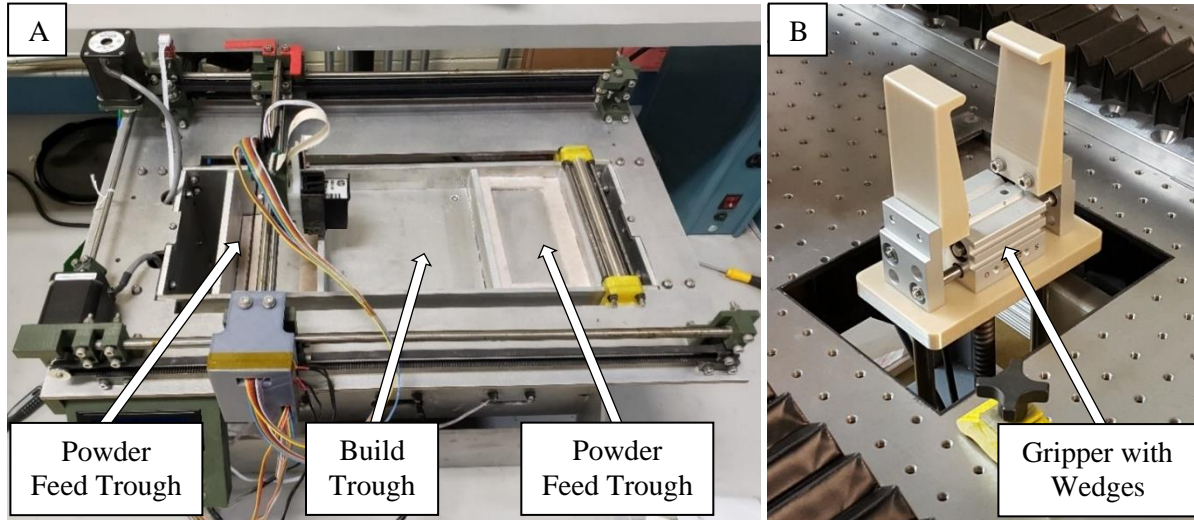 A
B
Powder
Feed Trough
Build
Trough
Powder
Feed Trough
Gripper with
Wedges